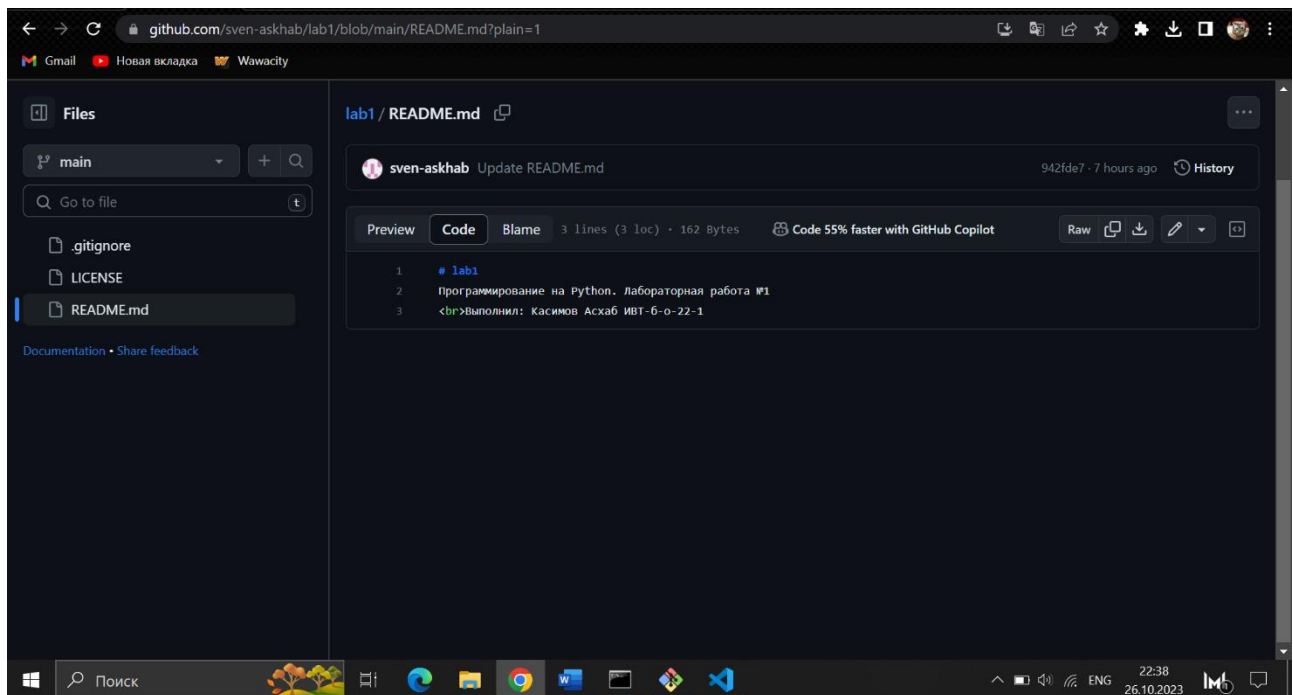 github.com/sven-askhab/lab1/blob/main/README.md?plain=1
Gmail Новая вкладка Wawacity
Files
lab1 / README.md
main
sven-askhab Update README.md 942fde7 · 7 hours ago History
Go to file t
Preview Code Blame 3 lines (3 loc) · 162 Bytes Code 55% faster with GitHub Copilot Raw
.gitignore
LICENSE
README.md
1 # lab1
2 Программирование на Python. Лабораторная работа №1
3 <br>Выполнил: Касимов Асхаб ИВТ-б-о-22-1
Documentation • Share feedback
Поиск
ENG
22:38
26.10.2023